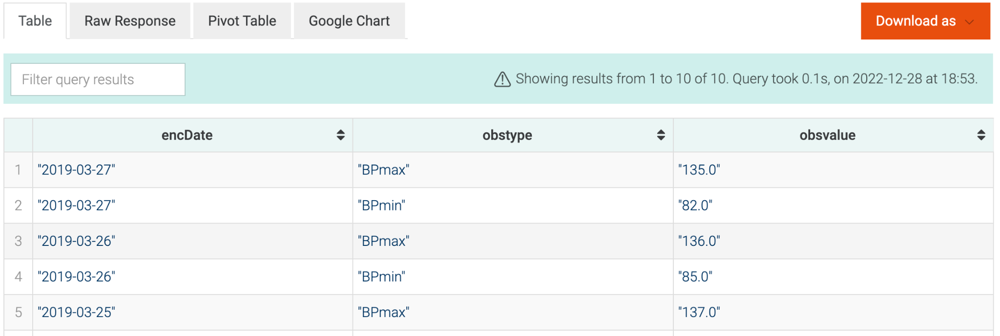 Table Raw Response Pivot Table Google Chart Download as
Filter query results Showing results from 1 to 10 of 10. Query took 0.1s, on 2022-12-28 at 18:53.
encDate obstype obsvalue
1 "2019-03-27" "BPmax" "135.0"
2 "2019-03-27" "BPmin" "82.0"
3 "2019-03-26" "BPmax" "136.0"
4 "2019-03-26" "BPmin" "85.0"
5 "2019-03-25" "BPmax" "137.0"